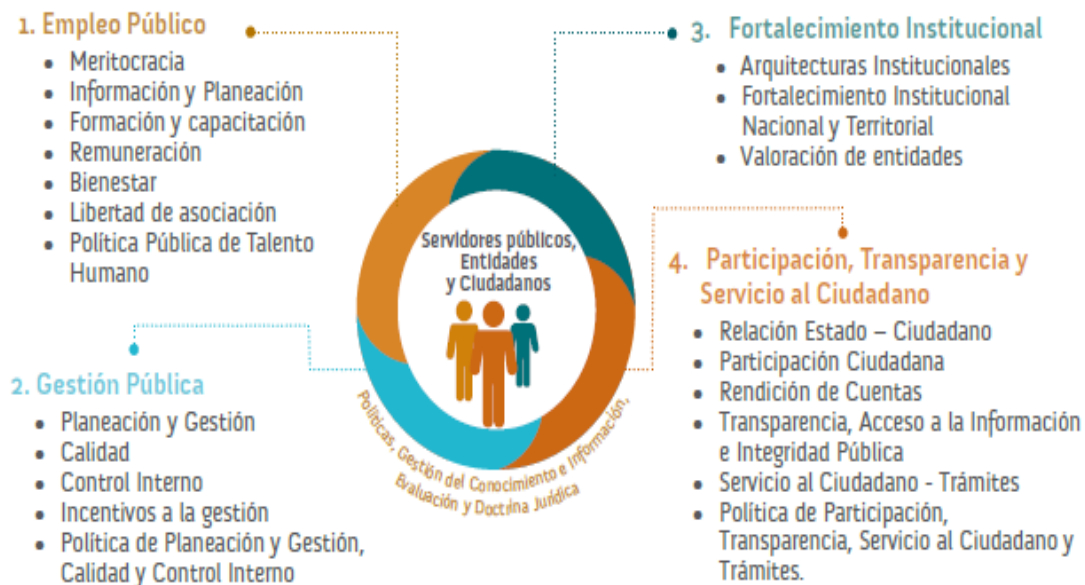 1. Empleo Público
• Meritocracia
• Información y Planeación
• Formación y capacitación
• Remuneración
• Bienestar
• Libertad de asociación
• Política Pública de Talento
Humano
2. Gestión Pública
• Planeación y Gestión
• Calidad
• Control Interno
• Incentivos a la gestión
• Política de Planeación y Gestión,
Calidad y Control Interno
Servidores públicos,
Entidades
y Ciudadanos
Políticas, Gestión del Conocimiento e Información,
Evaluación y Doctrina Jurídica
3. Fortalecimiento Institucional
• Arquitecturas Institucionales
• Fortalecimiento Institucional
Nacional y Territorial
• Valoración de entidades
4. Participación, Transparencia y
Servicio al Ciudadano
• Relación Estado – Ciudadano
• Participación Ciudadana
• Rendición de Cuentas
• Transparencia, Acceso a la Información
e Integridad Pública
• Servicio al Ciudadano - Trámites
• Política de Participación,
Transparencia, Servicio al Ciudadano y
Trámites.